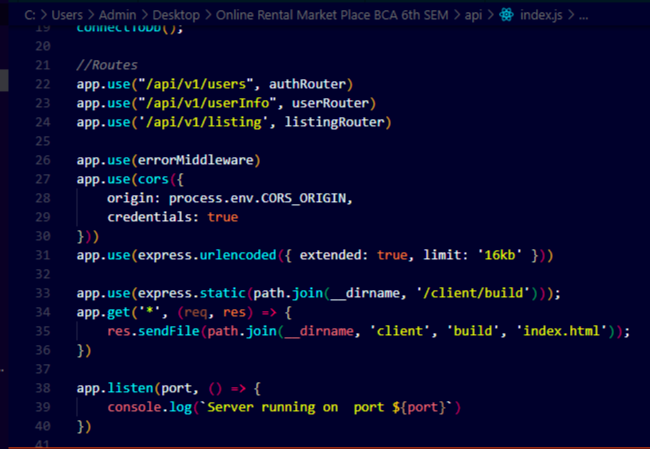 C: > Users > Admin > Desktop > Online Rental Market Place BCA 6th SEM > api > index.js > ...
19 connectToDb();
20
21 //Routes
22 app.use("/api/v1/users", authRouter)
23 app.use("/api/v1/userInfo", userRouter)
24 app.use('/api/v1/listing', listingRouter)
25
26 app.use(errorMiddleware)
27 app.use(cors({
28 origin: process.env.CORS_ORIGIN,
29 credentials: true
30 }))
31 app.use(express.urlencoded({ extended: true, limit: '16kb' }))
32
33 app.use(express.static(path.join(__dirname, '/client/build')));
34 app.get('*', (req, res) => {
35 res.sendFile(path.join(__dirname, 'client', 'build', 'index.html'));
36 })
37
38 app.listen(port, () => {
39 console.log(`Server running on  port ${port}`)
40 })
41